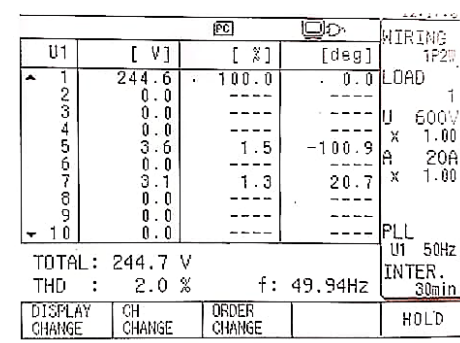 PC
U1 [ V] [ %] [deg]
1 244.6 100.0 0.0
2 0.0 ---- ----
3 0.0 ---- ----
4 0.0 ---- ----
5 3.6 1.5 -100.9
6 0.0 ---- ----
7 3.1 1.3 20.7
8 0.0 ---- ----
9 0.0 ---- ----
10 0.0 ---- ----
TOTAL: 244.7 V
THD : 2.0 % f: 49.94Hz
WIRING
1P2W
LOAD
1
U 600V
x 1.00
A 20A
x 1.00
PLL
U1 50Hz
INTER.
30min
DISPLAY CHANGE
CH CHANGE
ORDER CHANGE
HOLD